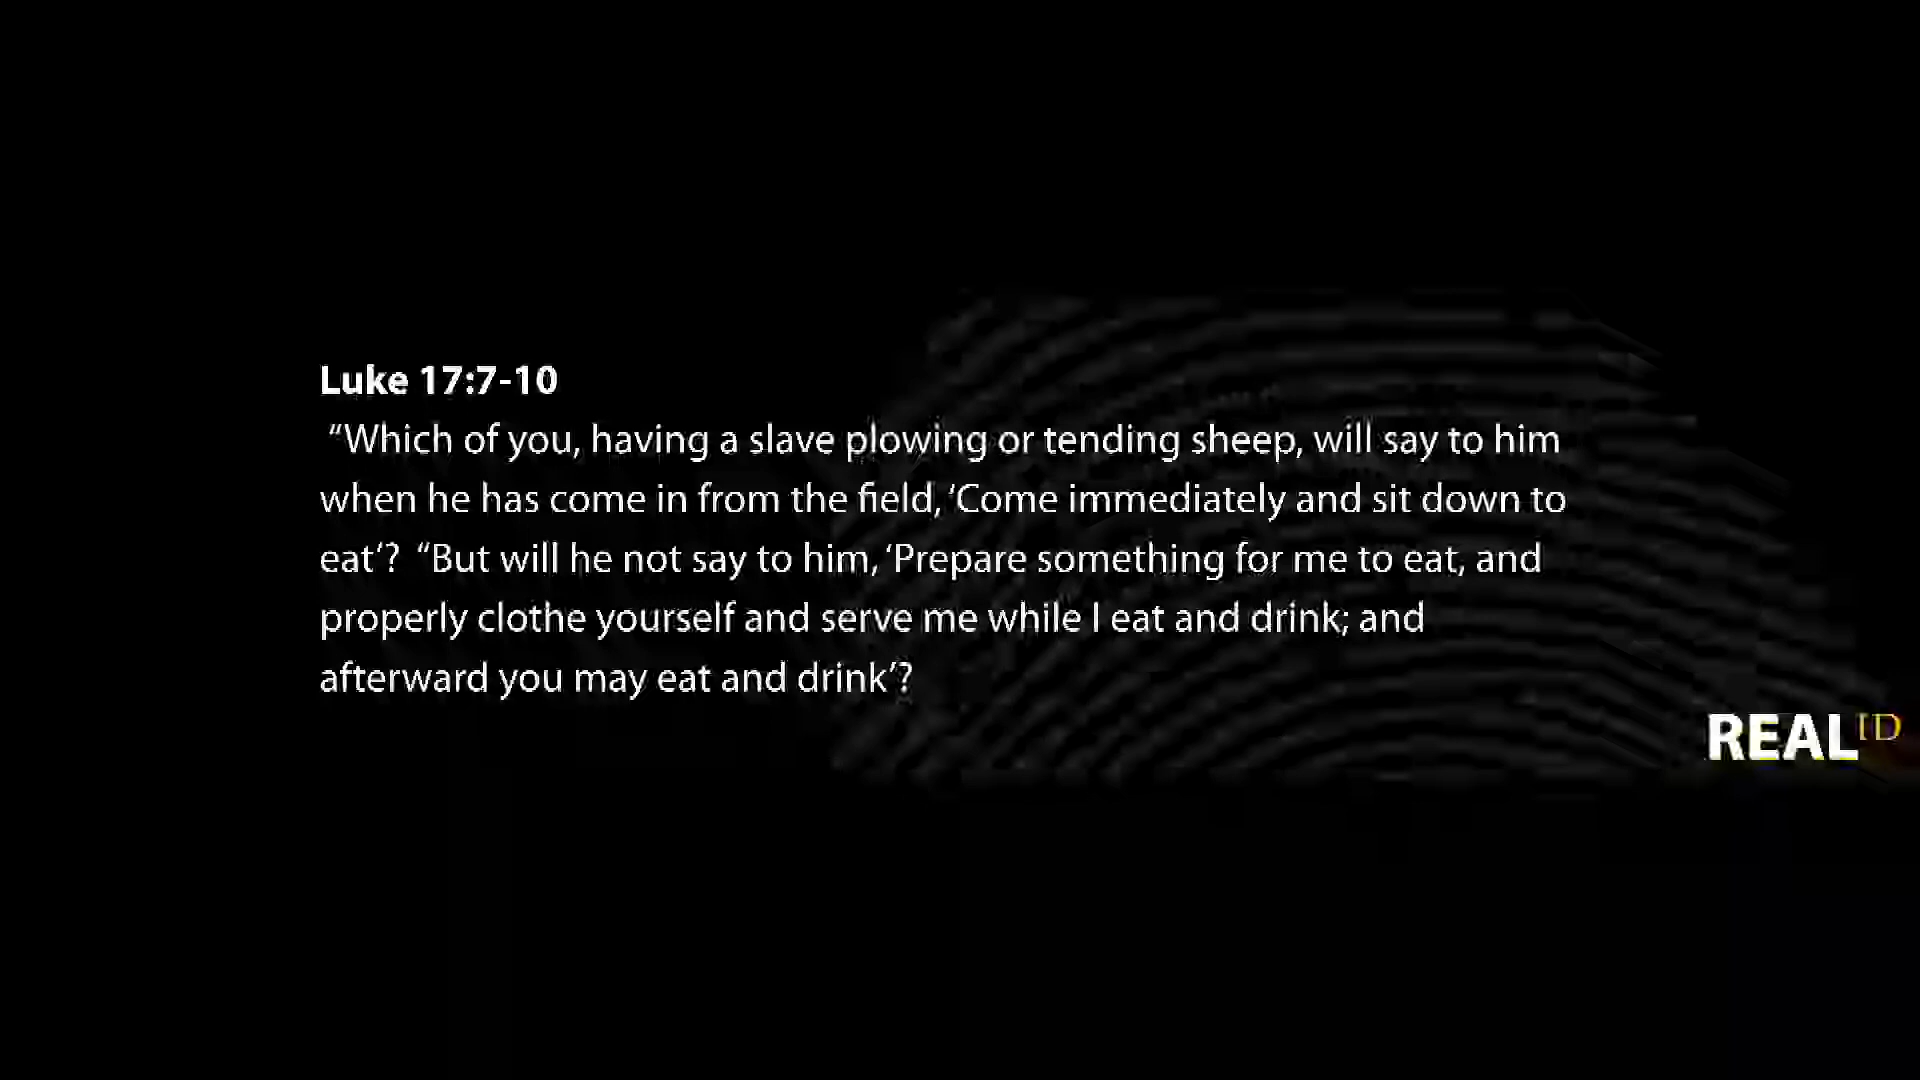 Luke 17:7-10
“Which of you, having a slave plowing or tending sheep, will say to him
when he has come in from the field, ‘Come immediately and sit down to
eat’? “But will he not say to him, ‘Prepare something for me to eat, and
properly clothe yourself and serve me while I eat and drink; and
afterward you may eat and drink’?
REAL ID